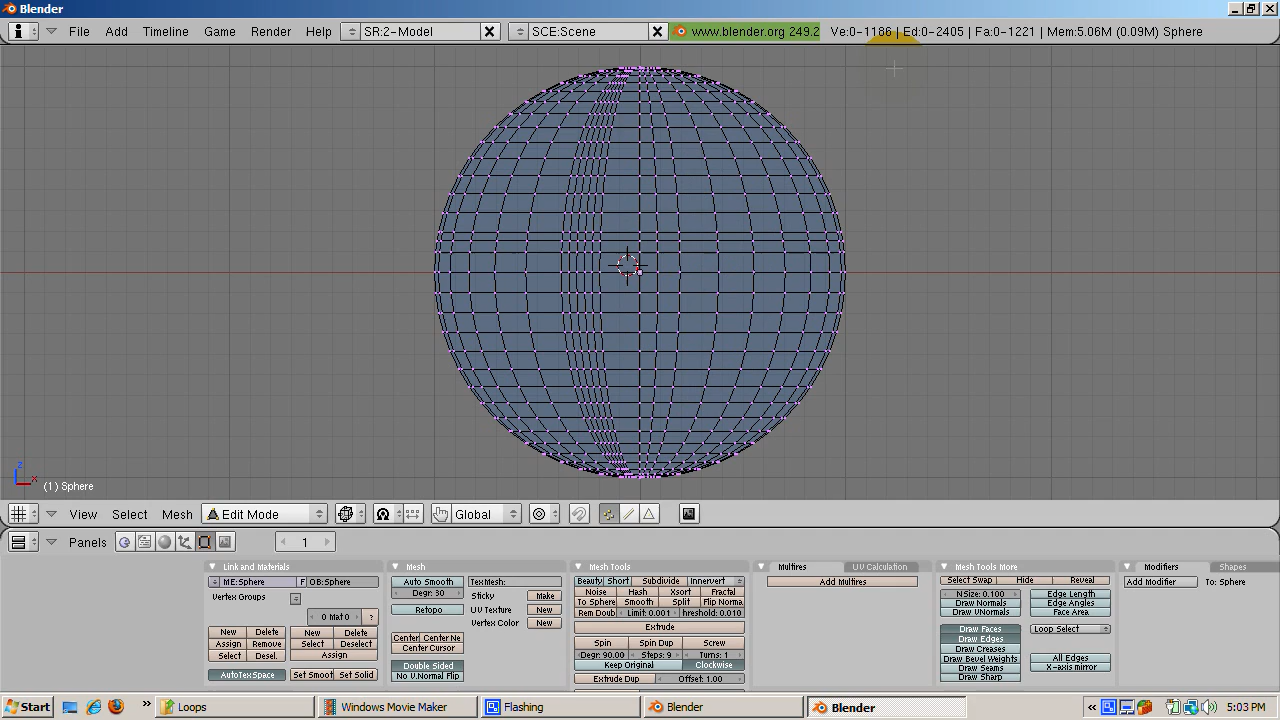 Blender
File Add Timeline Game Render Help SR:2-Model SCE:Scene www.blender.org 249.2 Ve:0-1186 | Ed:0-2405 | Fa:0-1221 | Mem:5.06M (0.09M) Sphere
z
x
(1) Sphere
View Select Mesh Edit Mode Global
Panels 1
Link and Materials Mesh Mesh Tools Multires UV Calculation Mesh Tools More Modifiers Shapes
ME:Sphere F OB:Sphere Auto Smooth TexMesh: Beauty Short Subdivide Innervert Add Multires Select Swap Hide Reveal Add Modifier To: Sphere
Vertex Groups Degr: 30 Sticky Make Noise Hash Xsort Fractal NSize: 0.100 Edge Length
To Sphere Smooth Split Flip Norma Draw Normals Edge Angles
Retopo UV Texture New Rem Doub Limit: 0.001 hreshold: 0.010 Draw VNormals Face Area
0 Mat 0 ? Vertex Color New Extrude Draw Faces Loop Select
New Delete New Delete Center Center Ne Spin Spin Dup Screw Draw Edges
Assign Remove Select Deselect Center Cursor Degr: 90.00 Steps: 9 Turns: 1 Draw Creases
Select Desel. Assign Double Sided Keep Original Clockwise Draw Bevel Weights All Edges
AutoTexSpace Set Smoot Set Solid No V.Normal Flip Extrude Dup Offset: 1.00 Draw Seams X-axis mirror
Draw Sharp
Start » Loops Windows Movie Maker Flashing Blender Blender « 5:03 PM